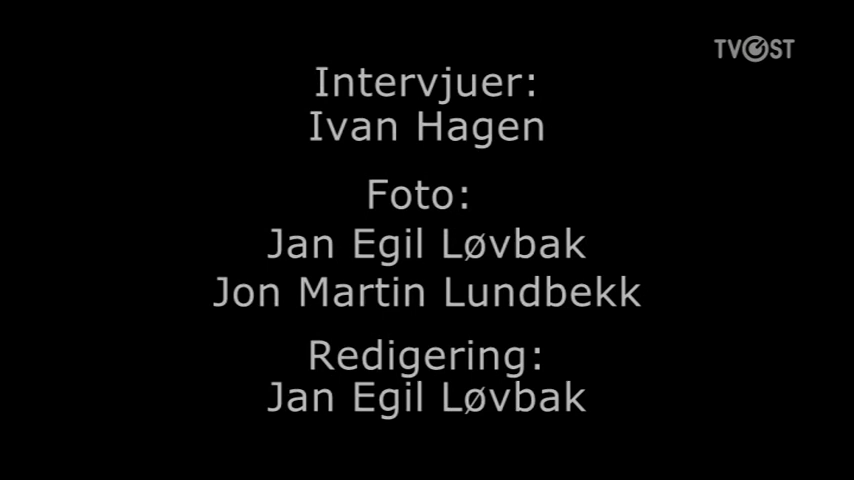 TVØST
Intervjuer:
Ivan Hagen
Foto:
Jan Egil Løvbak
Jon Martin Lundbekk
Redigering:
Jan Egil Løvbak